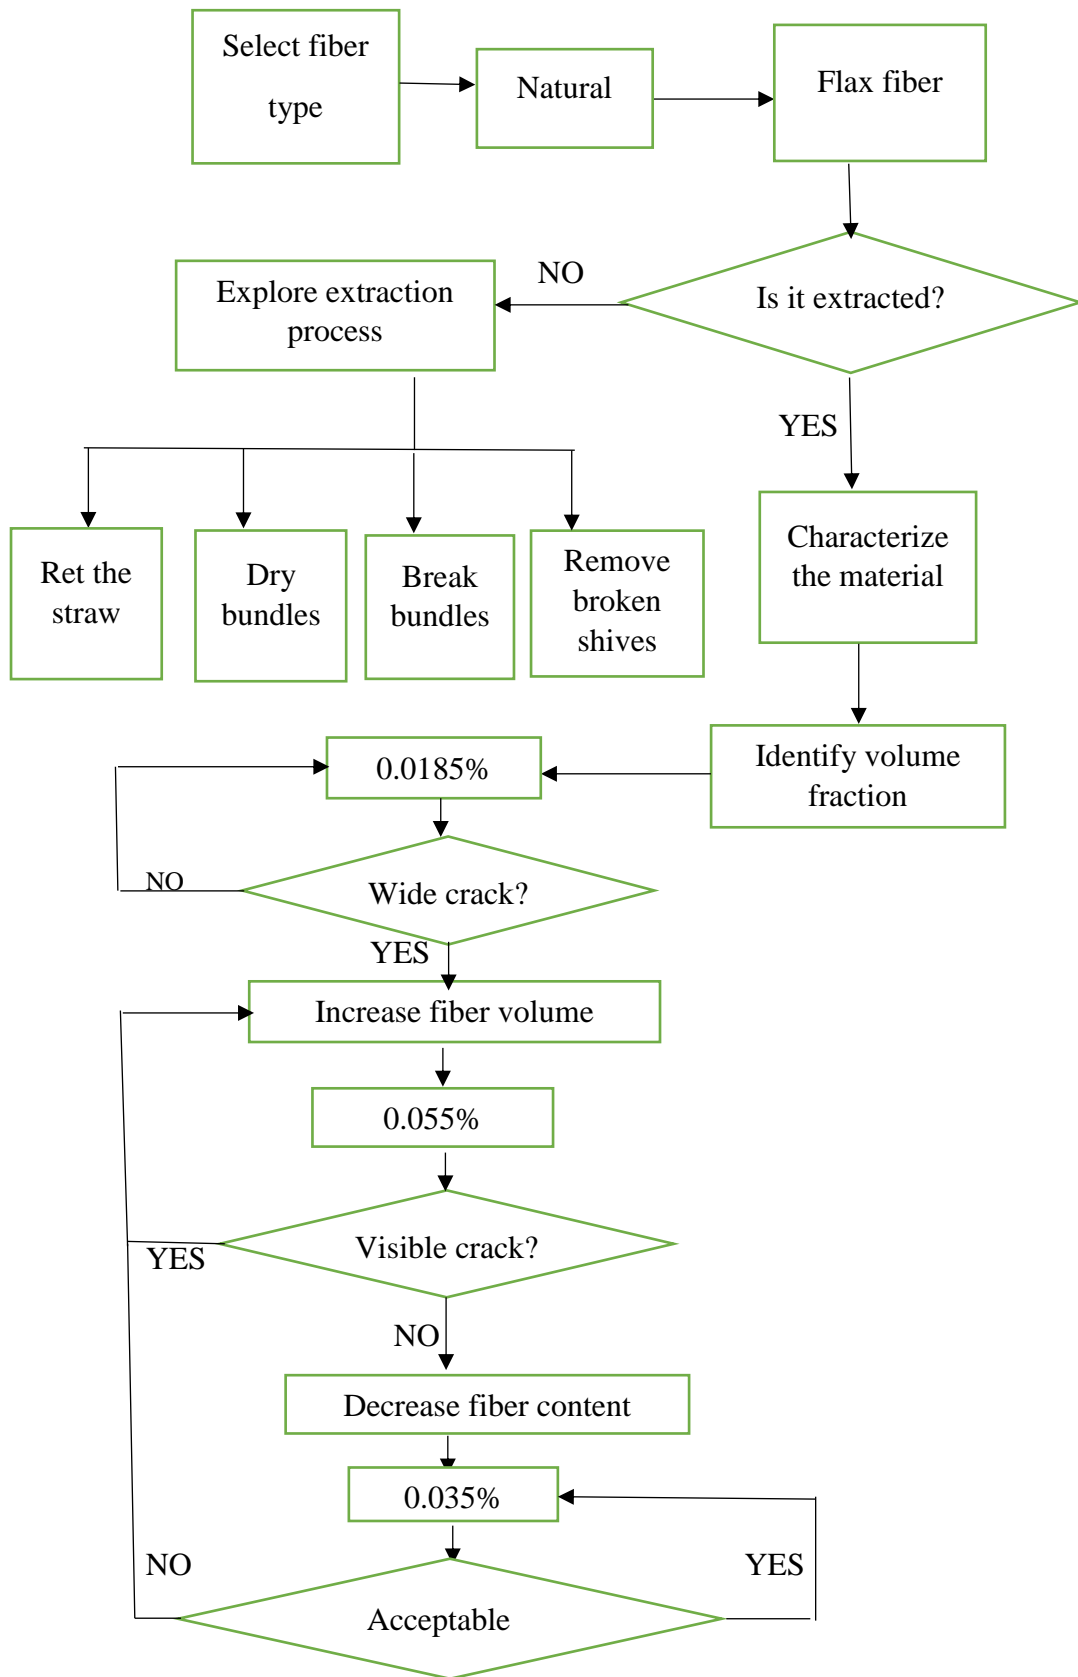 Select fiber
type
Natural
Flax fiber
NO
Is it extracted?
Explore extraction
process
YES
Ret the
straw
Dry
bundles
Break
bundles
Remove
broken
shives
Characterize
the material
Identify volume
fraction
0.0185%
NO
Wide crack?
YES
Increase fiber volume
0.055%
Visible crack?
YES
NO
Decrease fiber content
0.035%
NO
YES
Acceptable